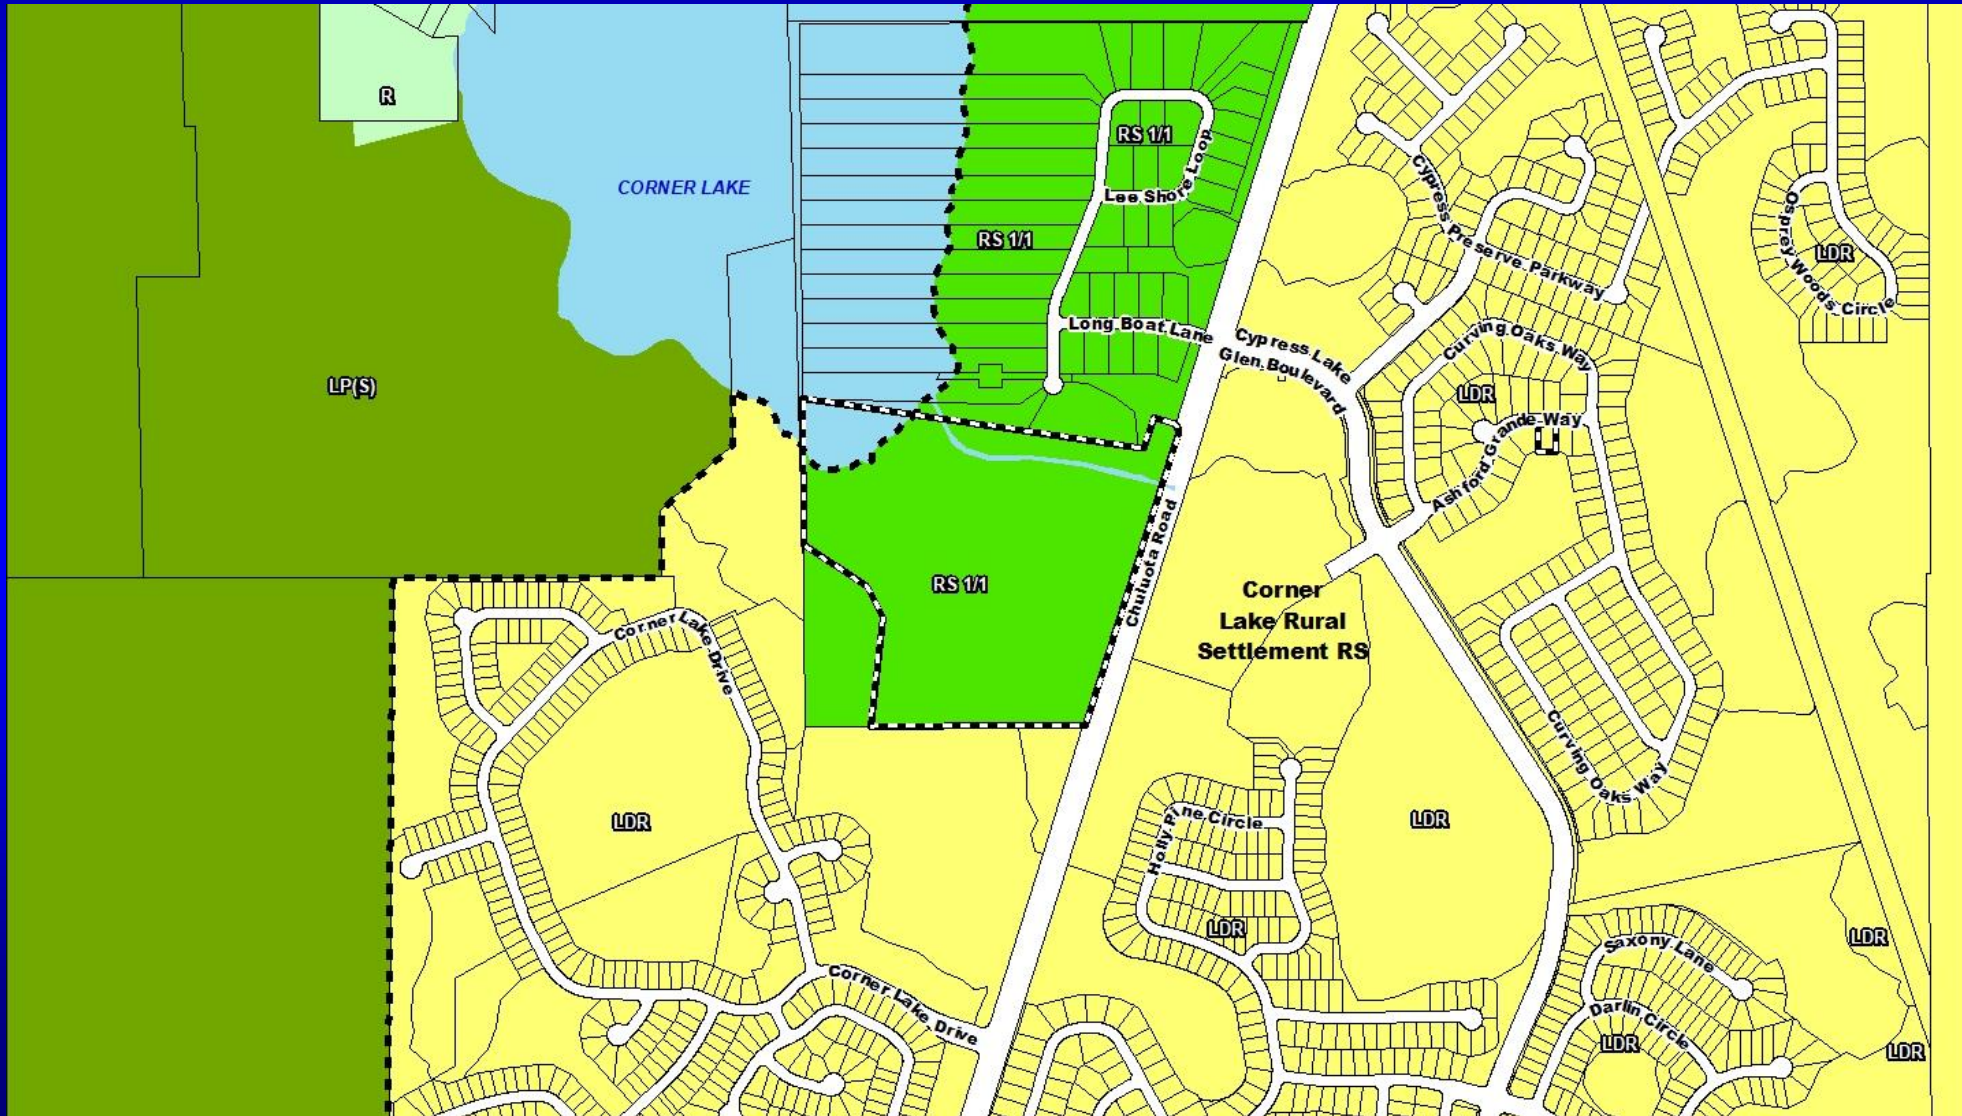 R
RS 1/1
Lee Shore Loop
CORNER LAKE
RS 1/1
Cypress Preserve Parkway
Osprey Woods Circle
LDR
Long Boat Lane
Cypress Lake
Glen Boulevard
Curving Oaks Way
LDR
LP(S)
Ashford Grande Way
Chuluota Road
RS 1/1
Corner
Lake Rural
Settlement RS
Corner Lake Drive
Curving Oaks Way
LDR
Holly Pine Circle
LDR
LDR
LDR
Saxony Lane
Corner Lake Drive
Darlin Circle
LDR
LDR